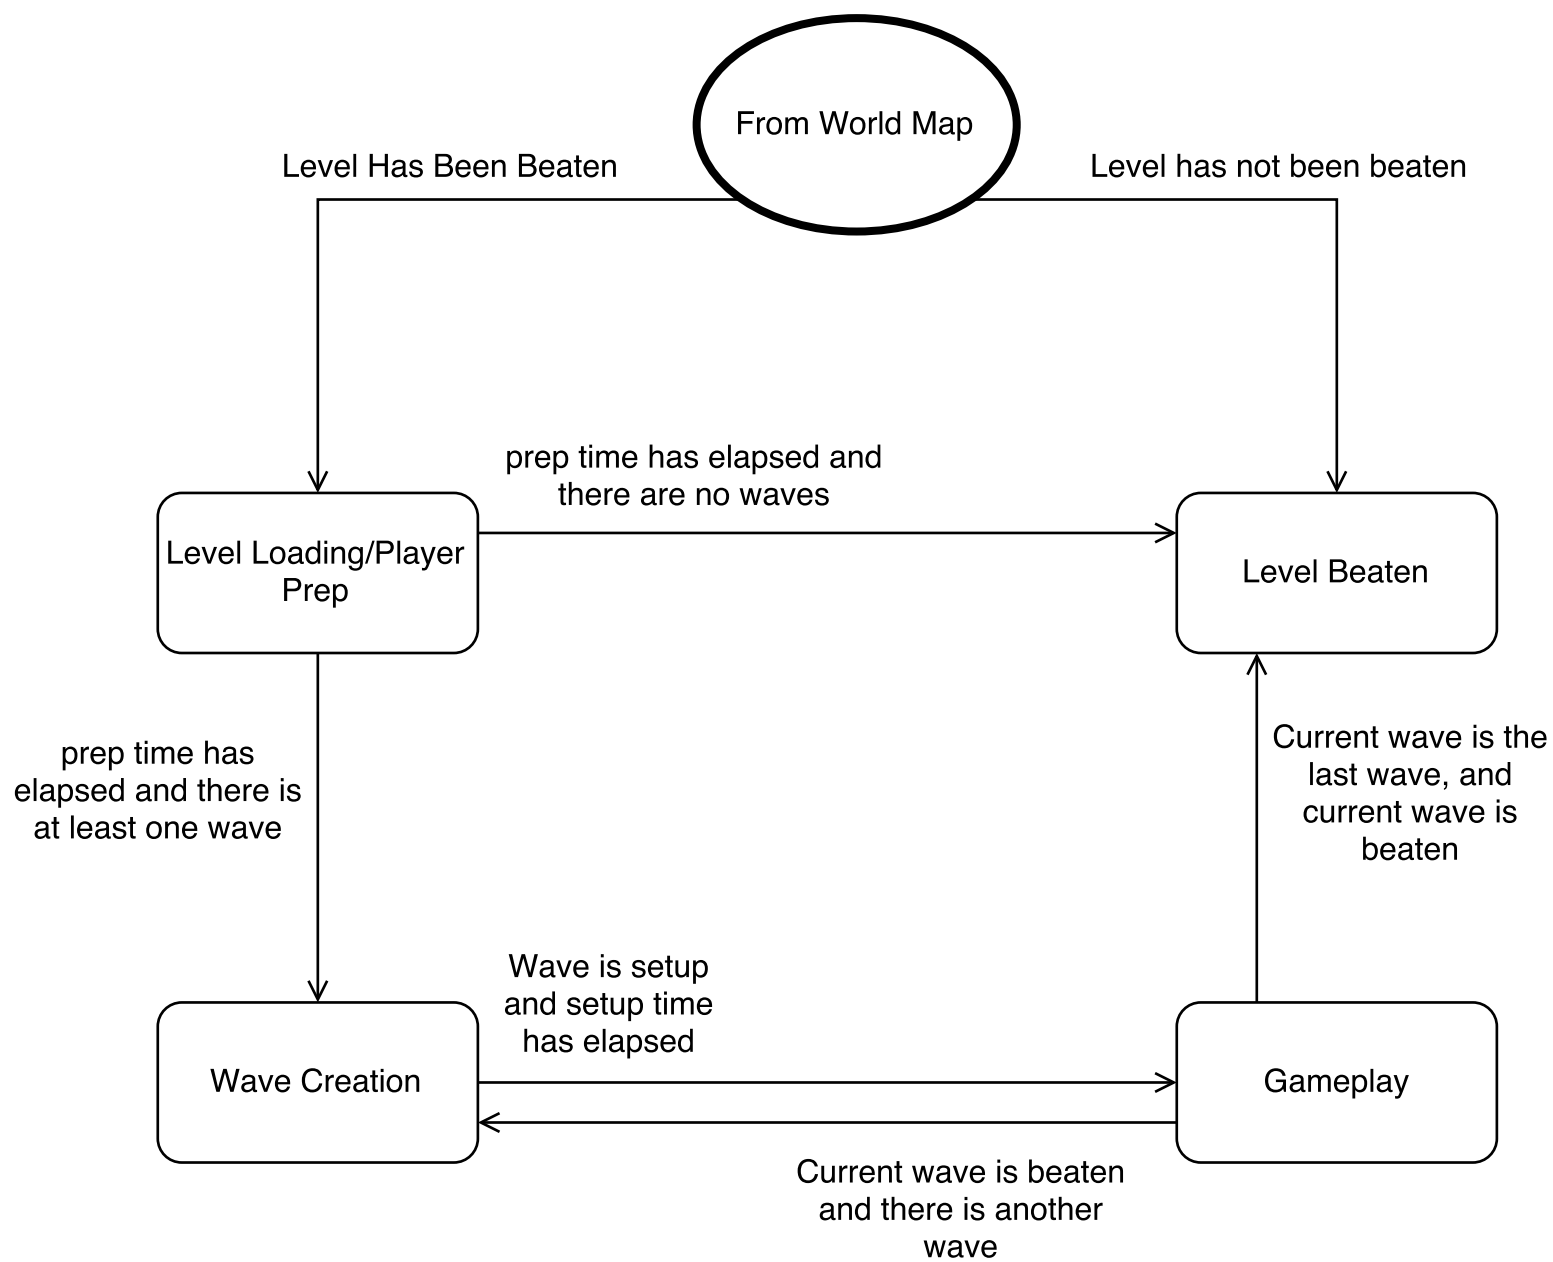 From World Map
Level Has Been Beaten
Level has not been beaten
prep time has elapsed and
there are no waves
Level Loading/Player
Prep
Level Beaten
prep time has
elapsed and there is
at least one wave
Current wave is the
last wave, and
current wave is
beaten
Wave is setup
and setup time
has elapsed
Wave Creation
Gameplay
Current wave is beaten
and there is another
wave